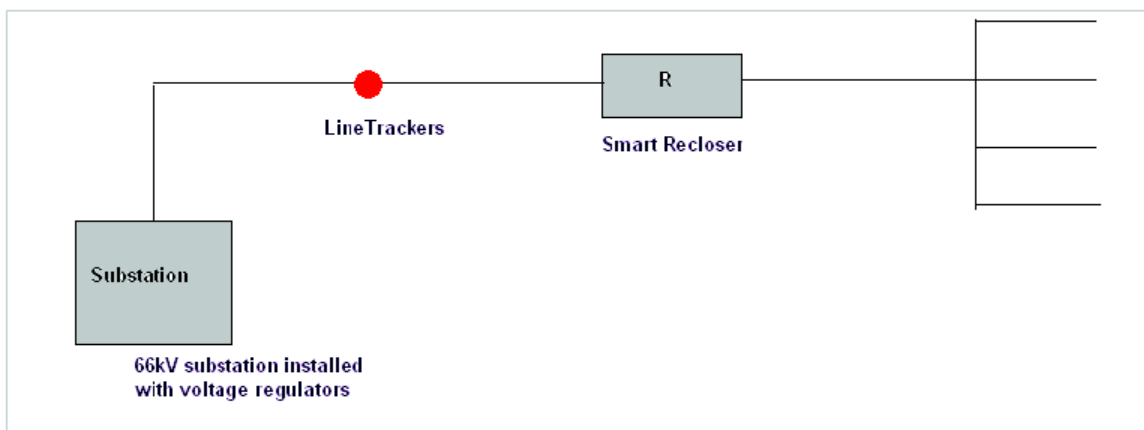 R
LineTrackers
Smart Recloser
Substation
66kV substation installed
with voltage regulators